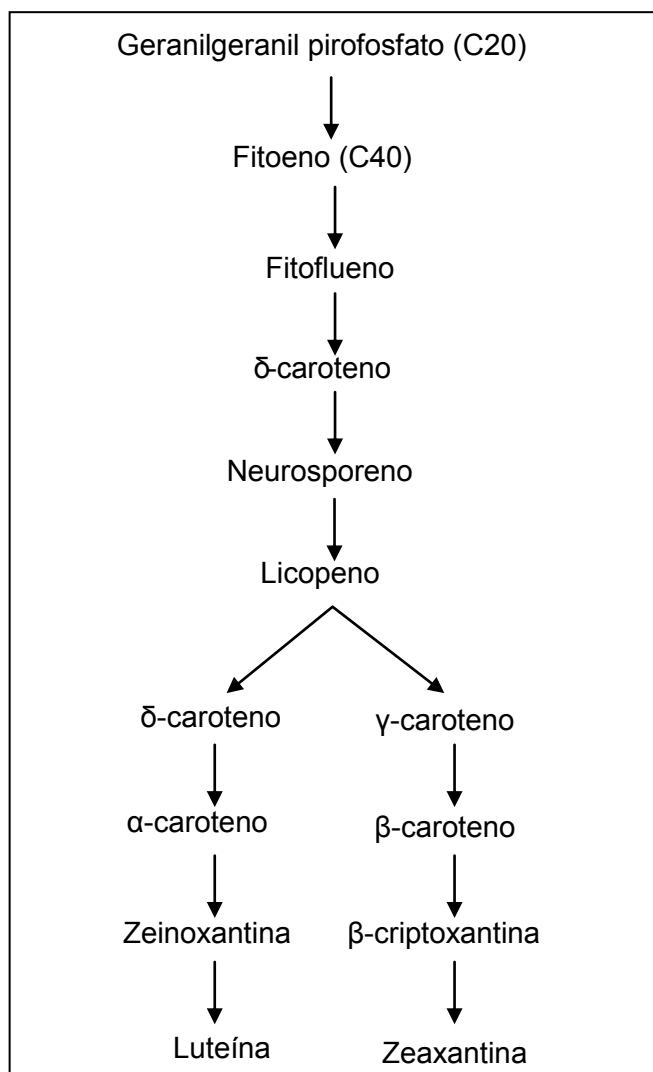 Geranilgeranil pirofosfato (C20)
Fitoeno (C40)
Fitoflueno
δ-caroteno
Neurosporeno
Licopeno
δ-caroteno γ-caroteno
α-caroteno β-caroteno
Zeinoxantina β-criptoxantina
Luteína Zeaxantina